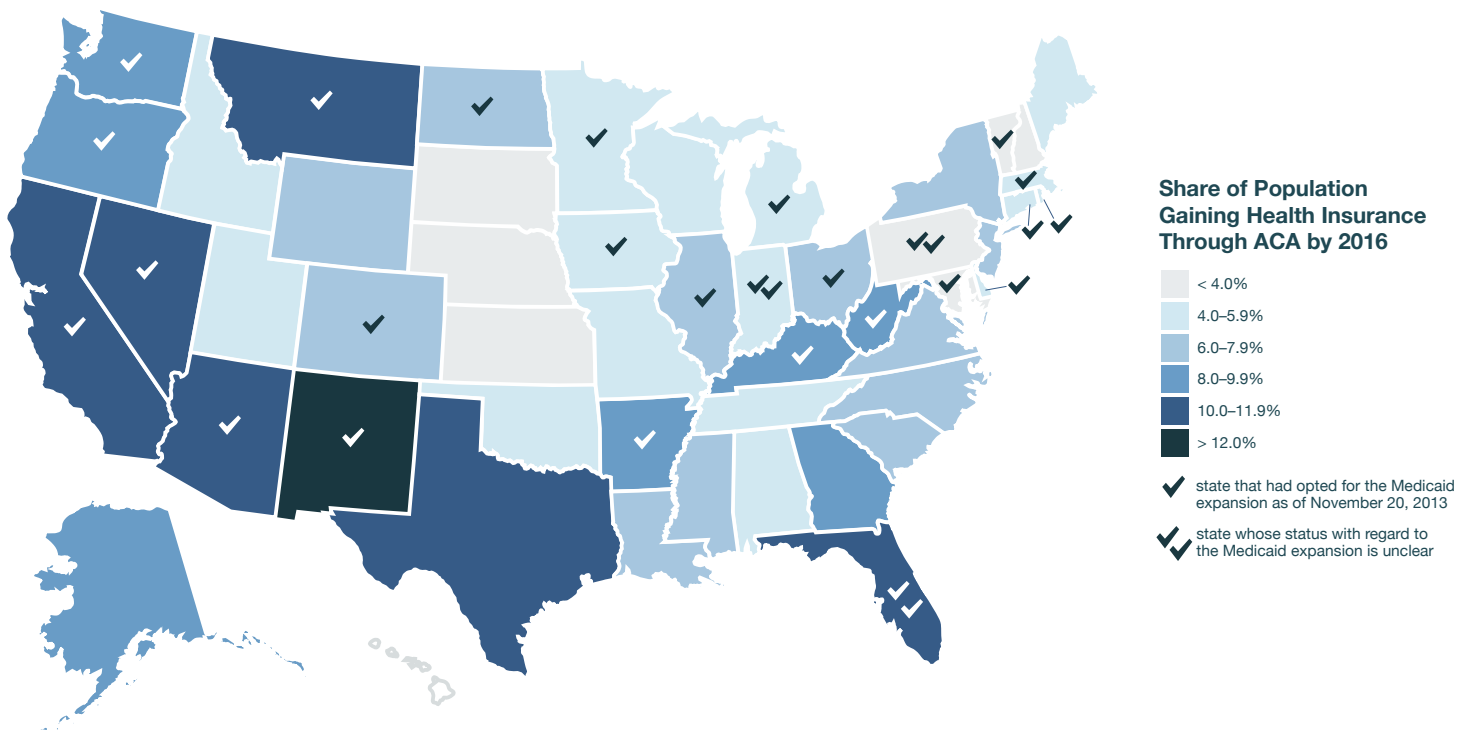 Share of Population
Gaining Health Insurance
Through ACA by 2016
< 4.0%
4.0–5.9%
6.0–7.9%
8.0–9.9%
10.0–11.9%
> 12.0%
state that had opted for the Medicaid
expansion as of November 20, 2013
state whose status with regard to
the Medicaid expansion is unclear